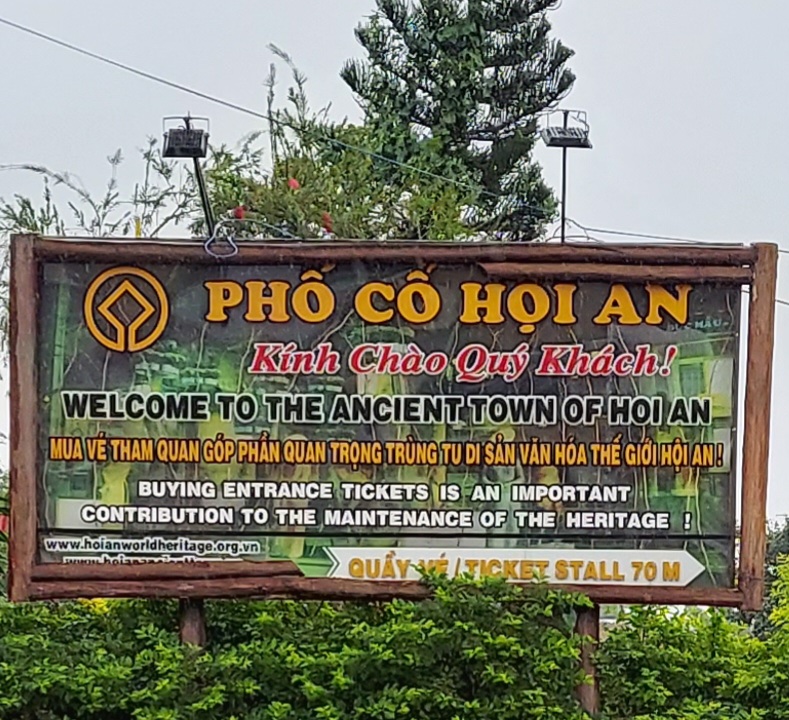 PHỐ CỔ HỘI AN
Kính Chào Quý Khách!
WELCOME TO THE ANCIENT TOWN OF HOI AN
MUA VÉ THAM QUAN GÓP PHẦN QUAN TRỌNG TRÙNG TU DI SẢN VĂN HÓA THẾ GIỚI HỘI AN !
BUYING ENTRANCE TICKETS IS AN IMPORTANT
CONTRIBUTION TO THE MAINTENANCE OF THE HERITAGE !
www.hoianworldheritage.org.vn
QUẦY VÉ / TICKET STALL 70 M